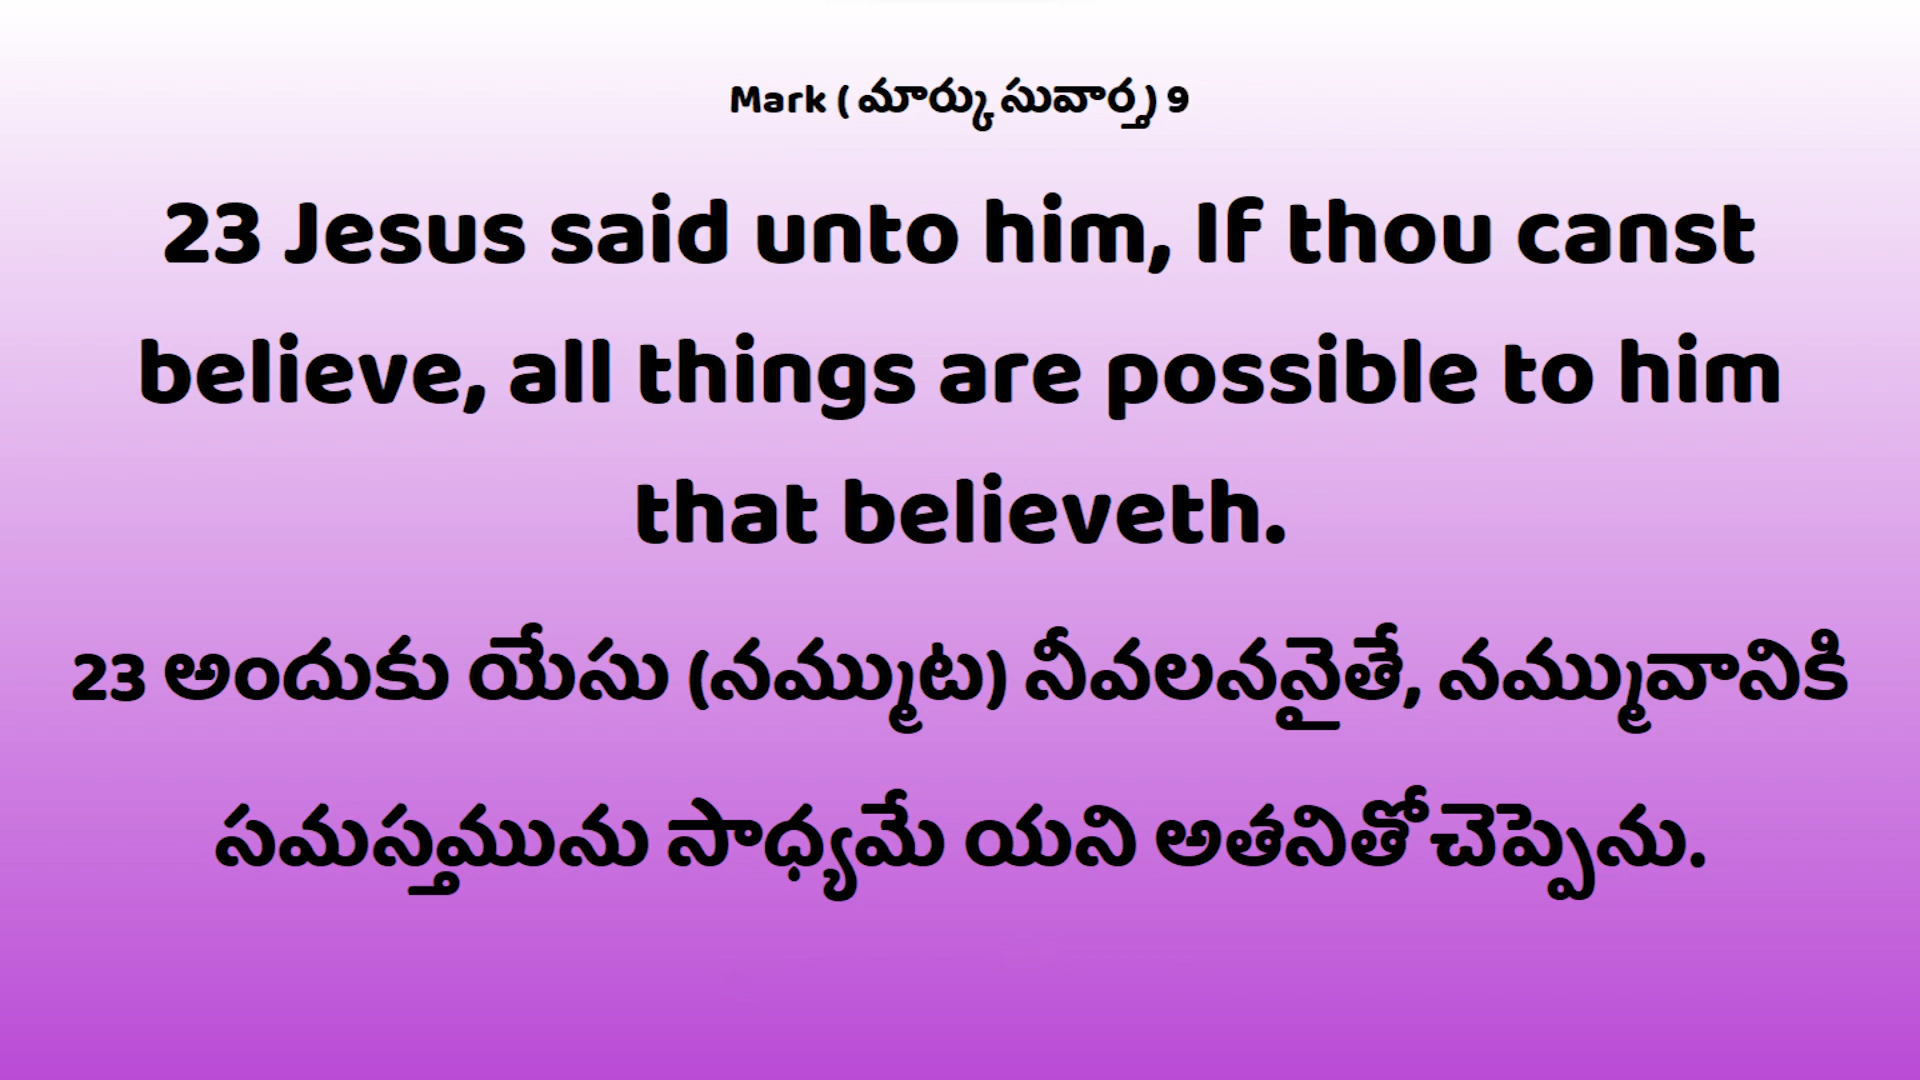 Mark ( మార్కు సువార్త) 9
23 Jesus said unto him, If thou canst
believe, all things are possible to him
that believeth.
23 అందుకు యేసు (నమ్ముట) నీవలననైతే, నమ్మువానికి
సమస్తమును సాధ్యమే యని అతనితో చెప్పెను.